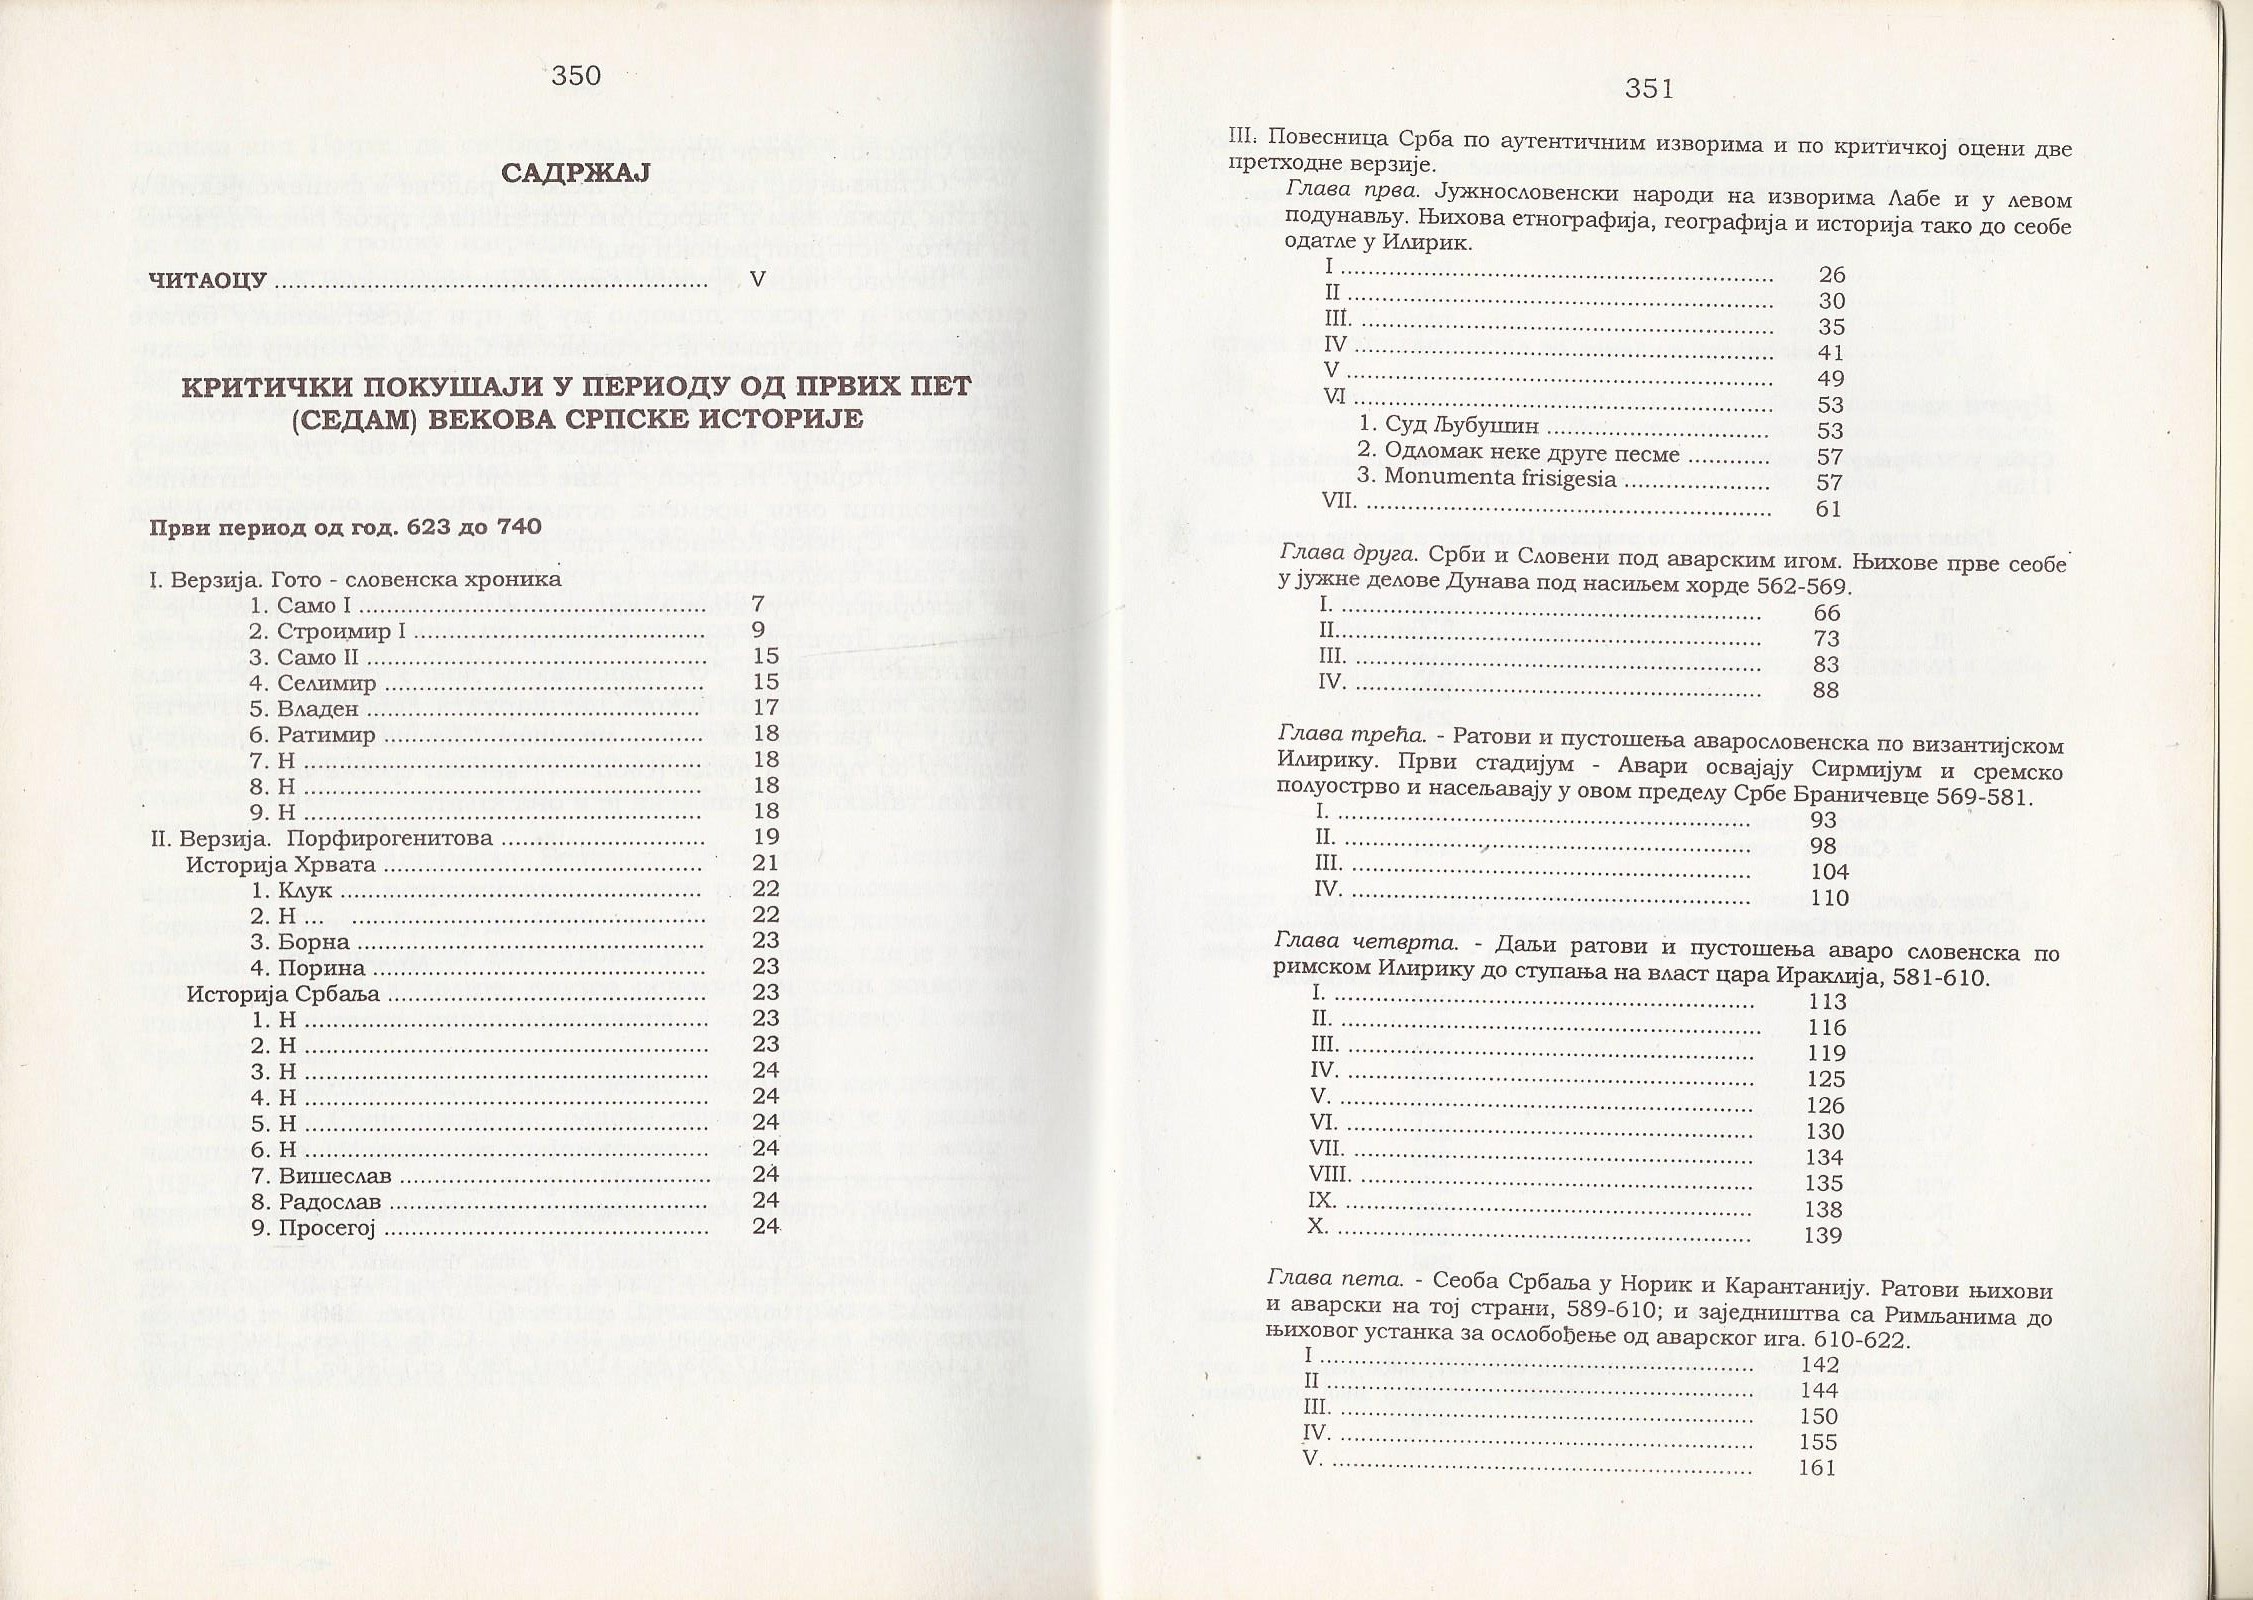 350
САДРЖАЈ
ЧИТАОЦУ ........ V
КРИТИЧКИ ПОКУШАЈИ У ПЕРИОДУ ОД ПРВИХ ПЕТ
(СЕДАМ) ВЕКОВА СРПСКЕ ИСТОРИЈЕ
Први период од год. 623 до 740
I. Верзија. Гото - словенска хроника
1. Само I ........ 7
2. Строимир I ........ 9
3. Само II ........ 15
4. Селимир ........ 15
5. Владен ........ 17
6. Ратимир ........ 18
7. Н ........ 18
8. Н ........ 18
9. Н ........ 18
II. Верзија. Порфирогенитова ........ 19
Историја Хрвата ........ 21
1. Клук ........ 22
2. Н ... ........ 22
3. Борна ........ 23
4. Порина ........ 23
Историја Србаља ........ 23
1. Н ........ 23
2. Н ........ 23
3. Н ........ 24
4. Н ........ 24
5. Н ........ 24
6. Н ........ 24
7. Вишеслав ........ 24
8. Радослав ........ 24
9. Просегој ........ 24
351
III. Повесница Срба по аутентичним изворима и по критичкој оцени две
претходне верзије.
Глава прва. Јужнословенски народи на изворима Лабе и у левом
подунављу. Њихова етнографија, географија и историја тако до сеобе
одатле у Илирик.
I ........ 26
II ........ 30
III. ........ 35
IV ........ 41
V ........ 49
VI ........ 53
1. Суд Љубушин ........ 53
2. Одломак неке друге песме ........ 57
3. Monumenta frisigesia ........ 57
VII. ........ 61
Глава друга. Срби и Словени под аварским игом. Њихове прве сеобе
у јужне делове Дунава под насиљем хорде 562-569.
I. ........ 66
II. ........ 73
III. ........ 83
IV. ........ 88
Глава трећа. - Ратови и пустошења аварословенска по византијском
Илирику. Први стадијум - Авари освајају Сирмијум и сремско
полуострво и насељавају у овом пределу Србе Браничевце 569-581.
I. ........ 93
II. ........ 98
III. ........ 104
IV. ........ 110
Глава четврта. - Даљи ратови и пустошења аваро словенска по
римском Илирику до ступања на власт цара Ираклија, 581-610.
I. ........ 113
II. ........ 116
III. ........ 119
IV. ........ 125
V. ........ 126
VI. ........ 130
VII. ........ 134
VIII. ........ 135
IX. ........ 138
X. ........ 139
Глава пета. - Сеоба Србаља у Норик и Карантанију. Ратови њихови
и аварски на тој страни, 589-610; и заједништва са Римљанима до
њиховог устанка за ослобођење од аварског ига. 610-622.
I ........ 142
II ........ 144
III. ........ 150
IV. ........ 155
V. ........ 161